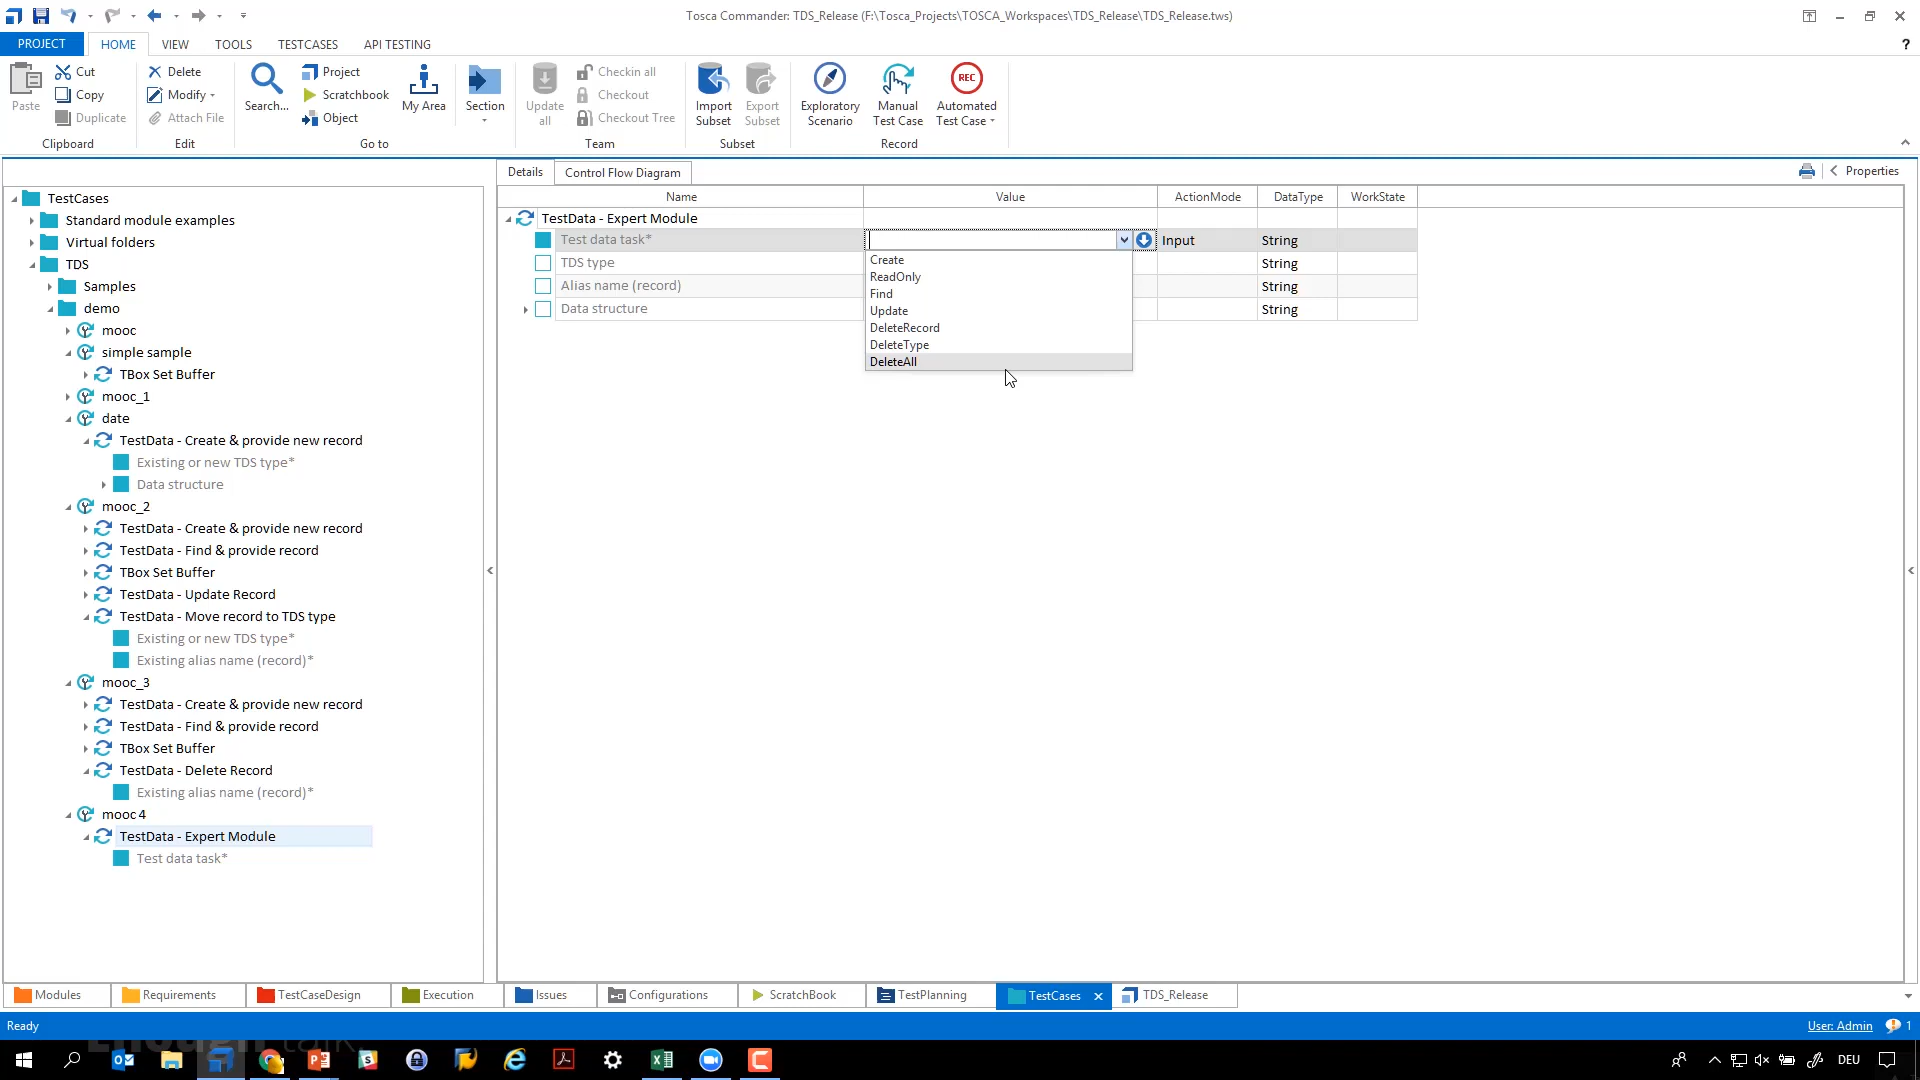 Tosca Commander: TDS_Release (F:\Tosca_Projects\TOSCA_Workspaces\TDS_Release\TDS_Release.tws)
PROJECT HOME VIEW TOOLS TESTCASES API TESTING ?
Paste
Cut
Copy
Duplicate
Clipboard
Delete
Modify
Attach File
Edit
Search...
Project
Scratchbook
Object
My Area
Go to
Section
Update all
Checkin all
Checkout
Checkout Tree
Team
Import Subset
Export Subset
Subset
Exploratory Scenario
Manual Test Case
REC
Automated Test Case
Record
TestCases
Standard module examples
Virtual folders
TDS
Samples
demo
mooc
simple sample
TBox Set Buffer
mooc_1
date
TestData - Create & provide new record
Existing or new TDS type*
Data structure
mooc_2
TestData - Create & provide new record
TestData - Find & provide record
TBox Set Buffer
TestData - Update Record
TestData - Move record to TDS type
Existing or new TDS type*
Existing alias name (record)*
mooc_3
TestData - Create & provide new record
TestData - Find & provide record
TBox Set Buffer
TestData - Delete Record
Existing alias name (record)*
mooc 4
TestData - Expert Module
Test data task*
Details Control Flow Diagram Properties
Name Value ActionMode DataType WorkState
TestData - Expert Module
Test data task* Input String
TDS type String
Alias name (record) String
Data structure String
Create
ReadOnly
Find
Update
DeleteRecord
DeleteType
DeleteAll
Modules Requirements TestCaseDesign Execution Issues Configurations ScratchBook TestPlanning TestCases TDS_Release
Ready User: Admin 1
DEU